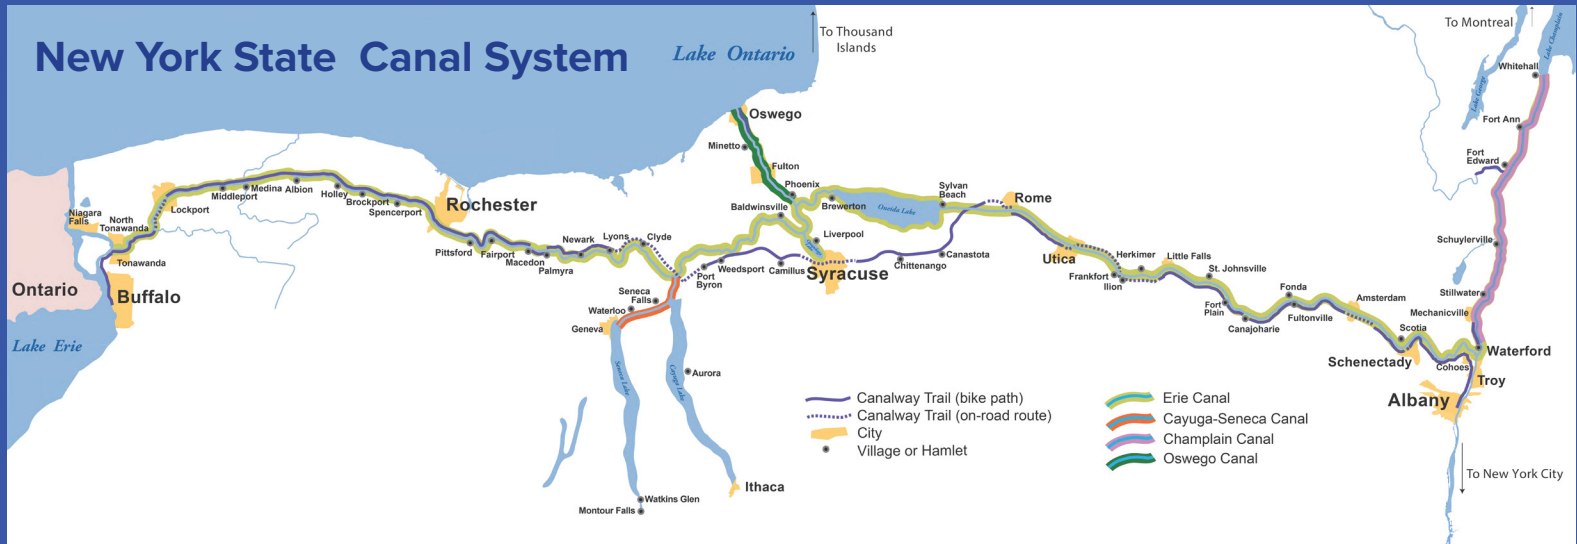 New York State Canal System
Lake Ontario
To Thousand
Islands
To Montreal
Lake Champlain
Whitehall
Lake George
Fort Ann
Fort
Edward
Oswego
Minetto
Fulton
Phoenix
Baldwinsville
Brewerton
Oneida Lake
Sylvan
Beach
Rome
Liverpool
Syracuse
Canastota
Chittenango
Camillus
Weedsport
Port
Byron
Niagara
Falls
North
Tonawanda
Tonawanda
Lockport
Middleport
Medina
Albion
Holley
Brockport
Spencerport
Rochester
Pittsford
Fairport
Macedon
Palmyra
Newark
Lyons
Clyde
Ontario
Buffalo
Lake Erie
Seneca
Falls
Waterloo
Geneva
Seneca Lake
Cayuga Lake
Aurora
Ithaca
Watkins Glen
Montour Falls
Utica
Frankfort
Ilion
Herkimer
Little Falls
St. Johnsville
Fort
Plain
Canajoharie
Fonda
Fultonville
Amsterdam
Scotia
Schenectady
Cohoes
Schuylerville
Stillwater
Mechanicville
Waterford
Troy
Albany
To New York City
Canalway Trail (bike path)
Canalway Trail (on-road route)
City
Village or Hamlet
Erie Canal
Cayuga-Seneca Canal
Champlain Canal
Oswego Canal